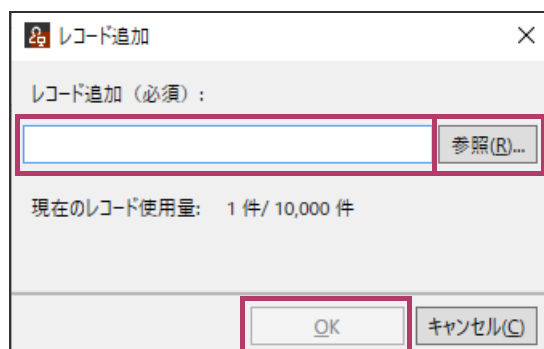 レコード追加
レコード追加（必須）:
参照(R)...
現在のレコード使用量: 1 件/ 10,000 件
OK
キャンセル(C)